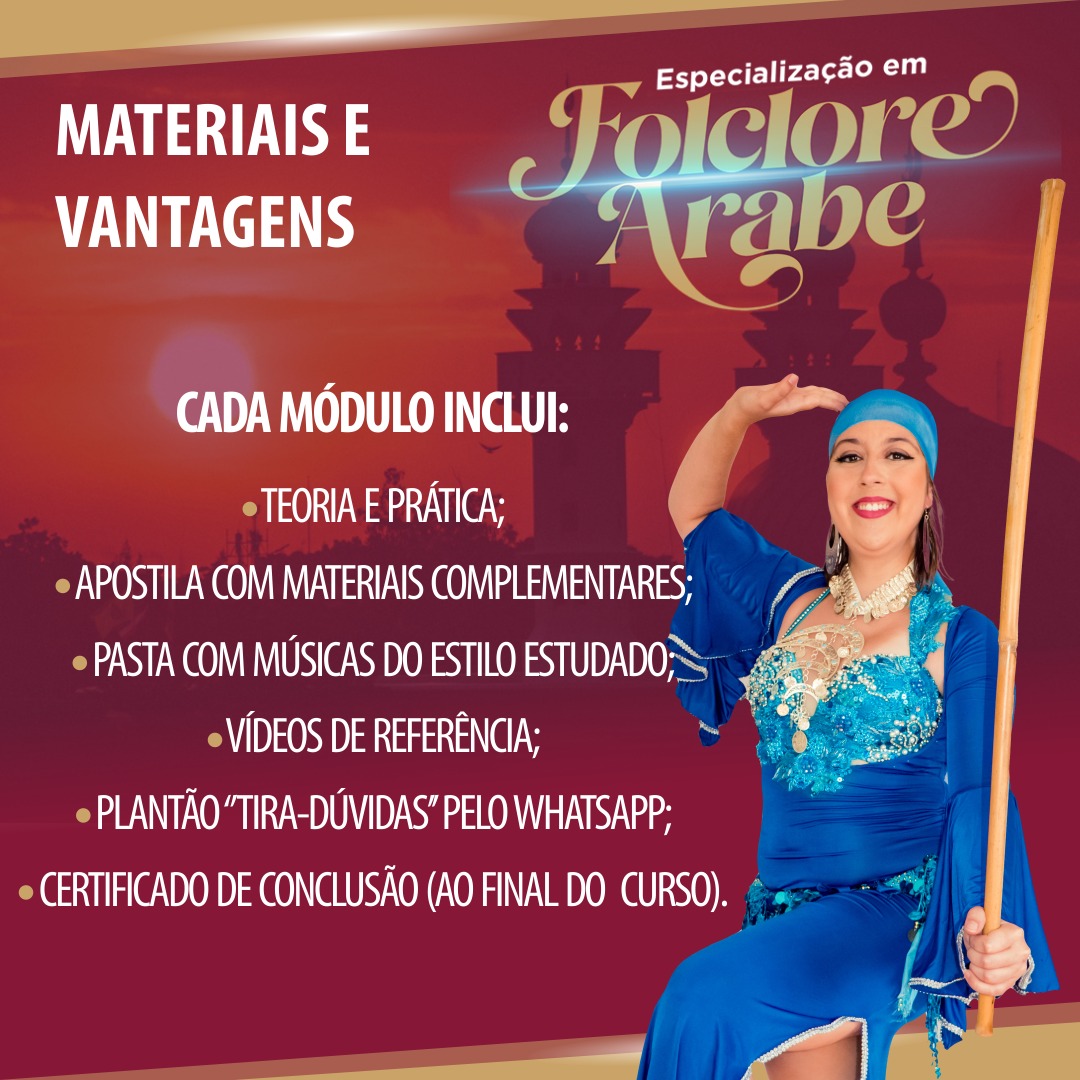 MATERIAIS E
VANTAGENS
Especialização em
Folclore
Árabe
CADA MÓDULO INCLUI:
• TEORIA E PRÁTICA;
• APOSTILA COM MATERIAIS COMPLEMENTARES;
• PASTA COM MÚSICAS DO ESTILO ESTUDADO;
• VÍDEOS DE REFERÊNCIA;
• PLANTÃO “TIRA-DÚVIDAS” PELO WHATSAPP;
• CERTIFICADO DE CONCLUSÃO (AO FINAL DO CURSO).